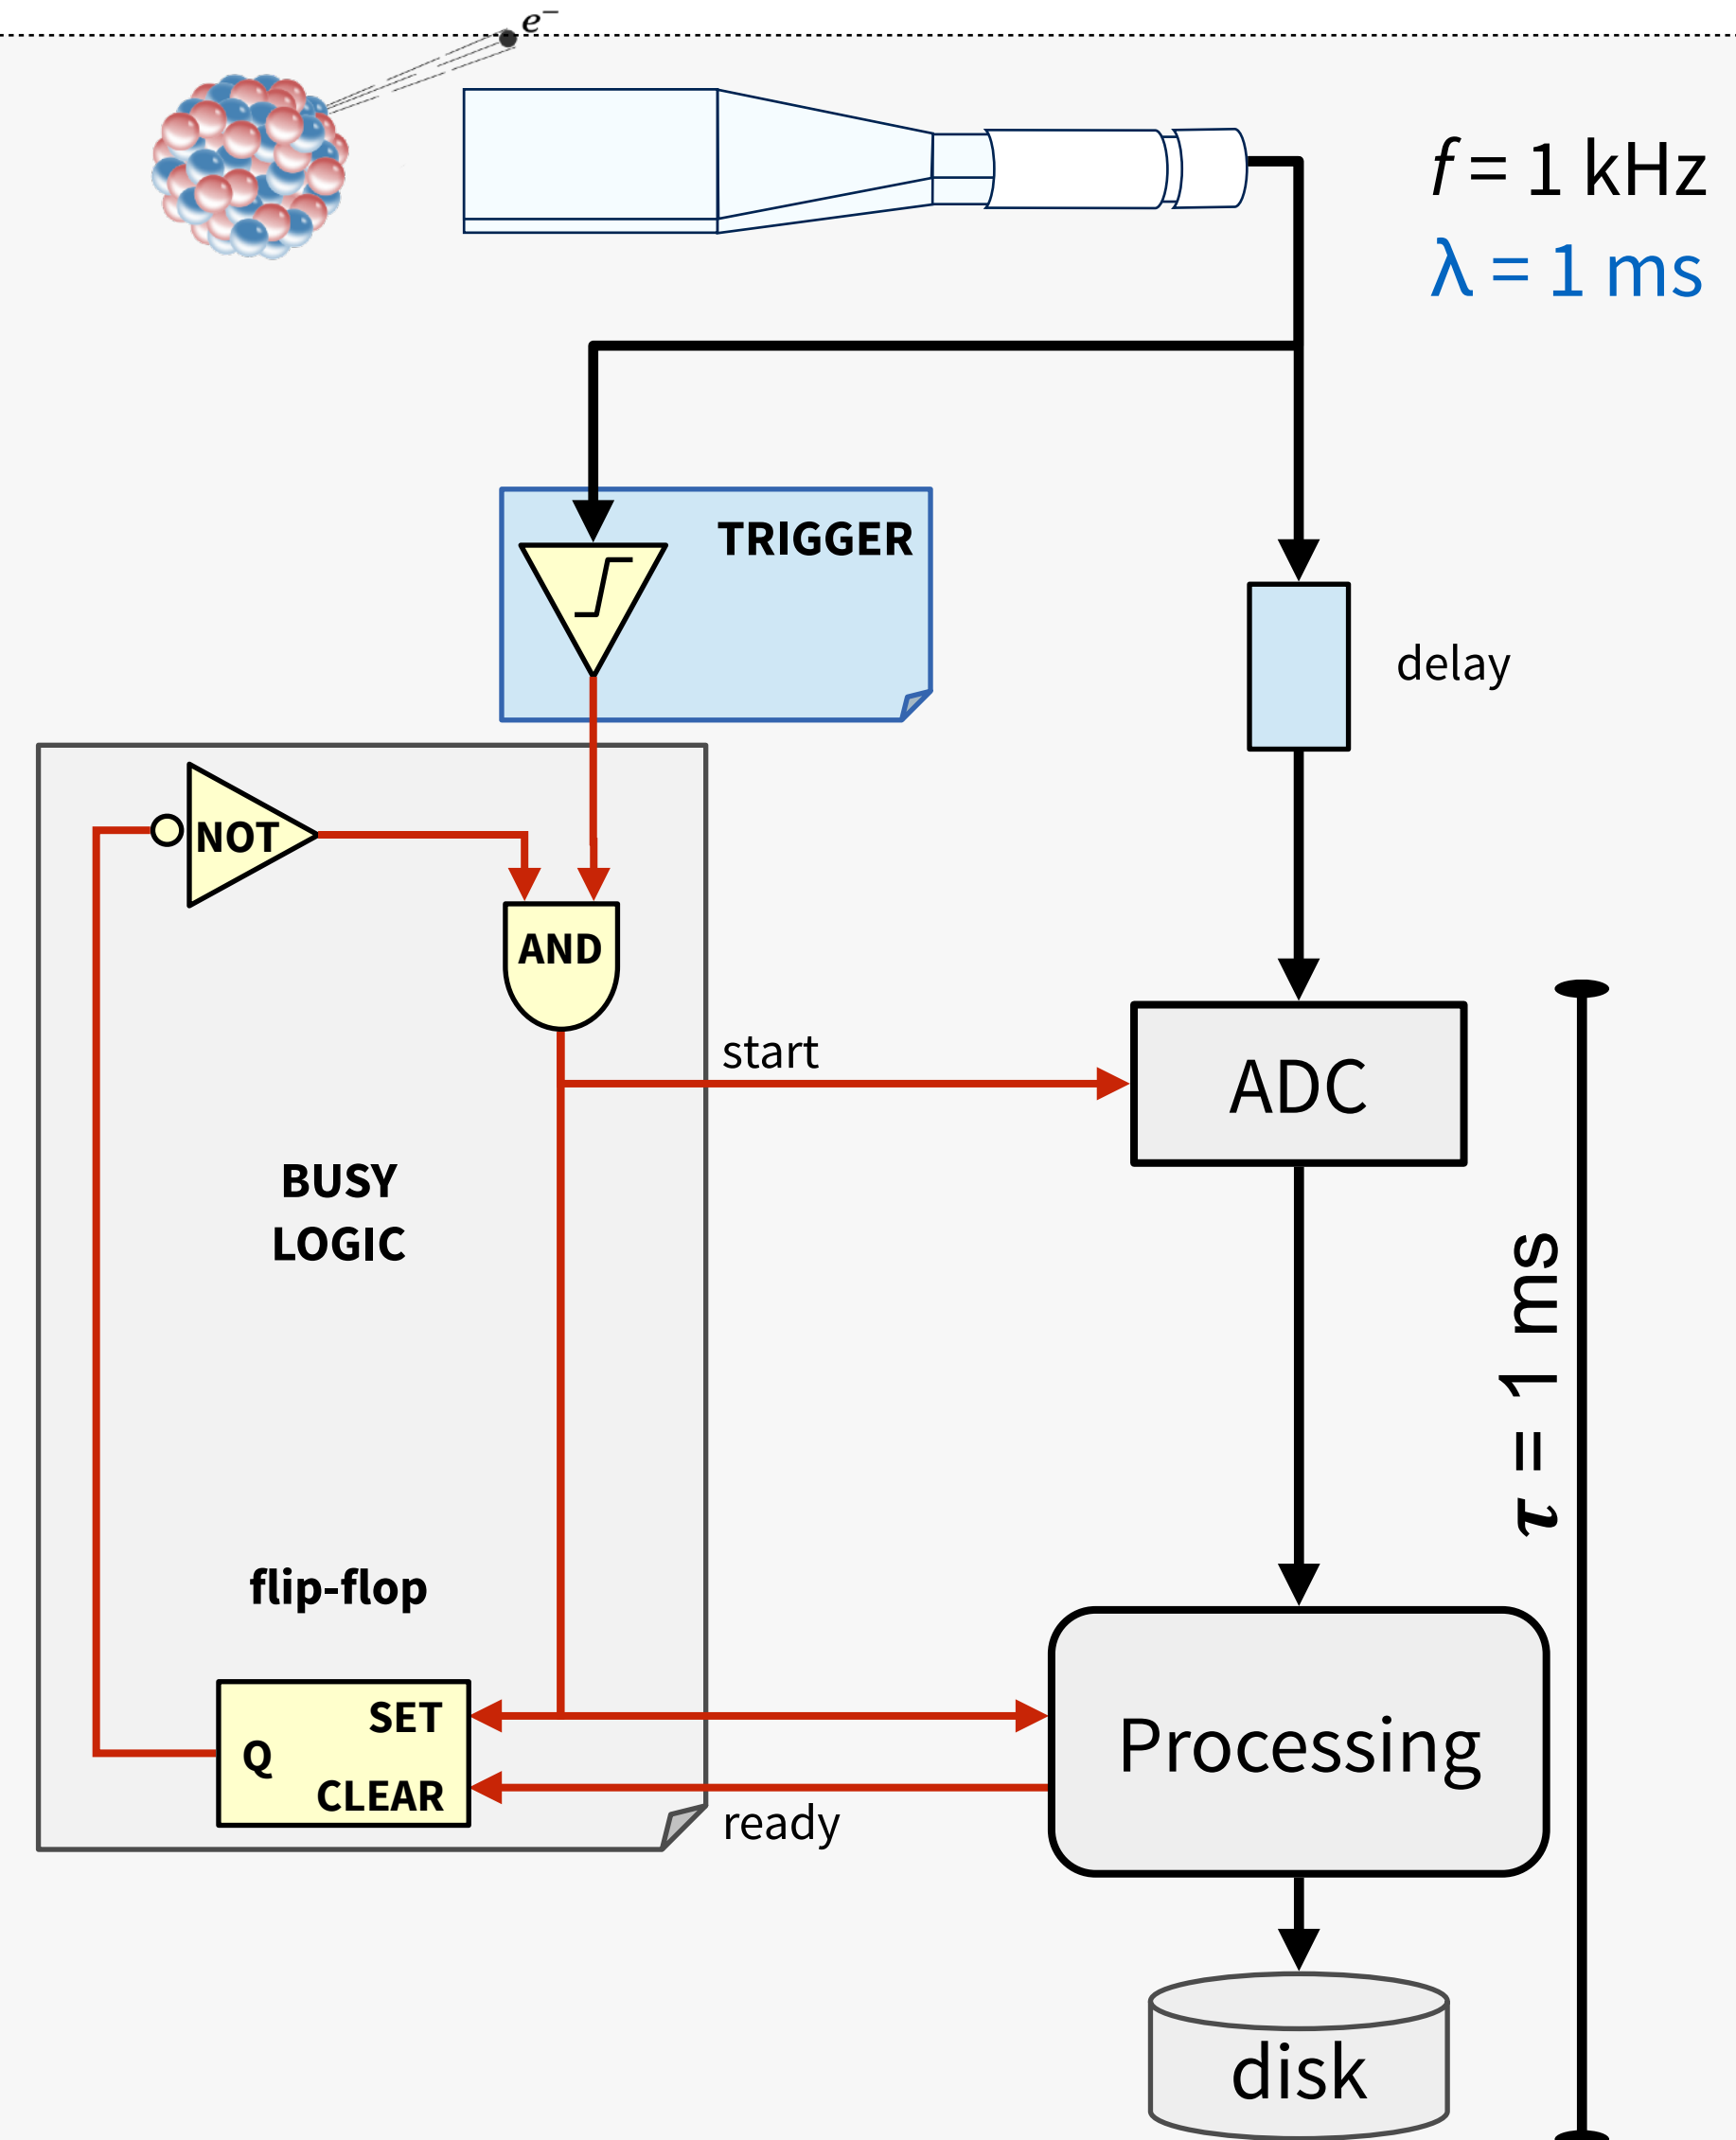 e⁻
f = 1 kHz
λ = 1 ms
TRIGGER
delay
NOT
AND
start
ADC
BUSY
LOGIC
τ = 1 ms
flip-flop
SET
Q
CLEAR
Processing
ready
disk